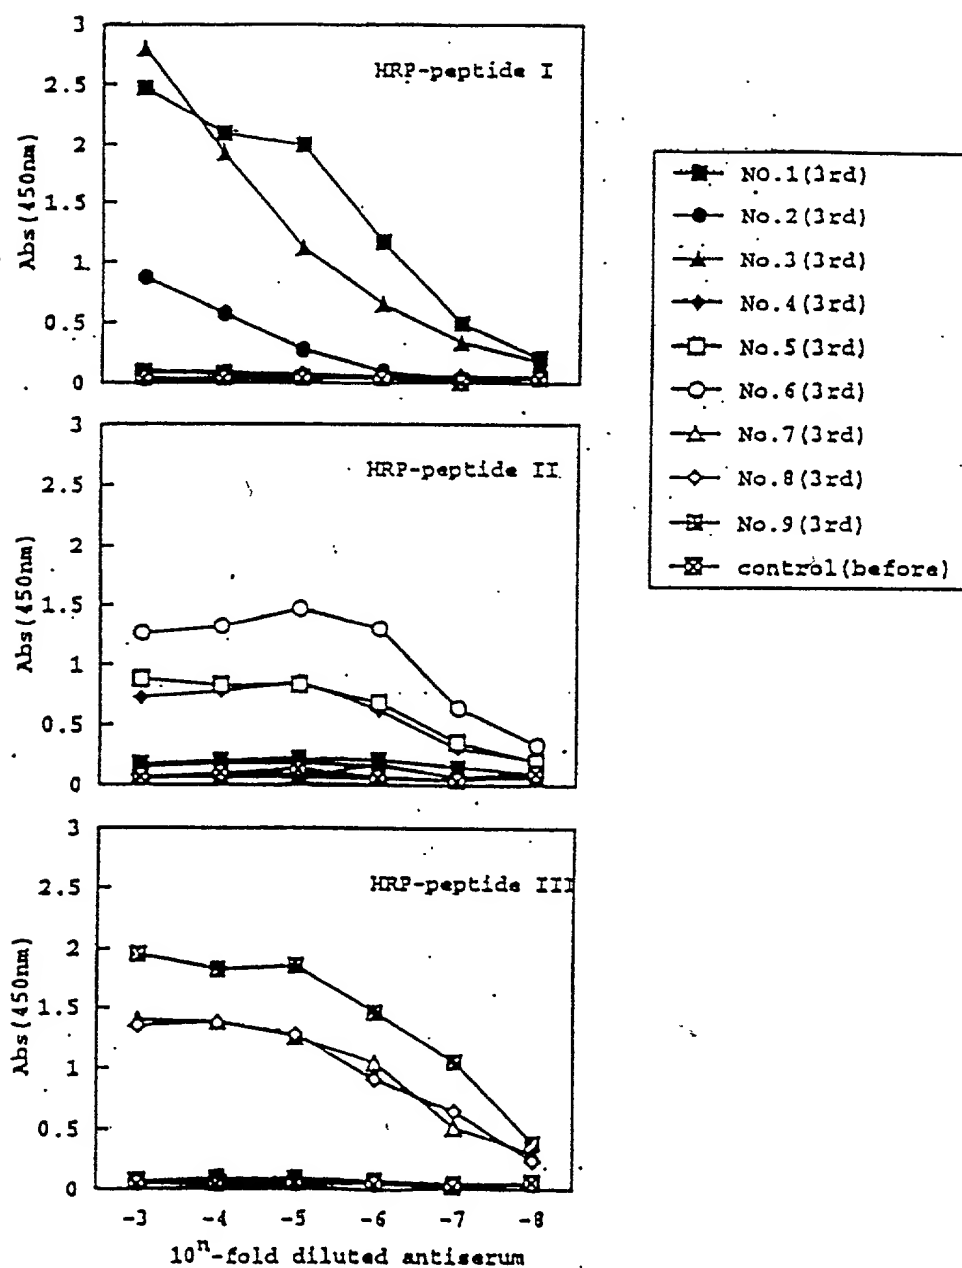 3
HRP-peptide I
2.5
2
1.5
1
0.5
0
Abs(450nm)
3
HRP-peptide II
2.5
2
1.5
1
0.5
0
Abs(450nm)
3
HRP-peptide III
2.5
2
1.5
1
0.5
0
Abs(450nm)
-3 -4 -5 -6 -7 -8
10ⁿ-fold diluted antiserum
NO.1(3rd)
No.2(3rd)
No.3(3rd)
No.4(3rd)
No.5(3rd)
No.6(3rd)
No.7(3rd)
No.8(3rd)
No.9(3rd)
control(before)